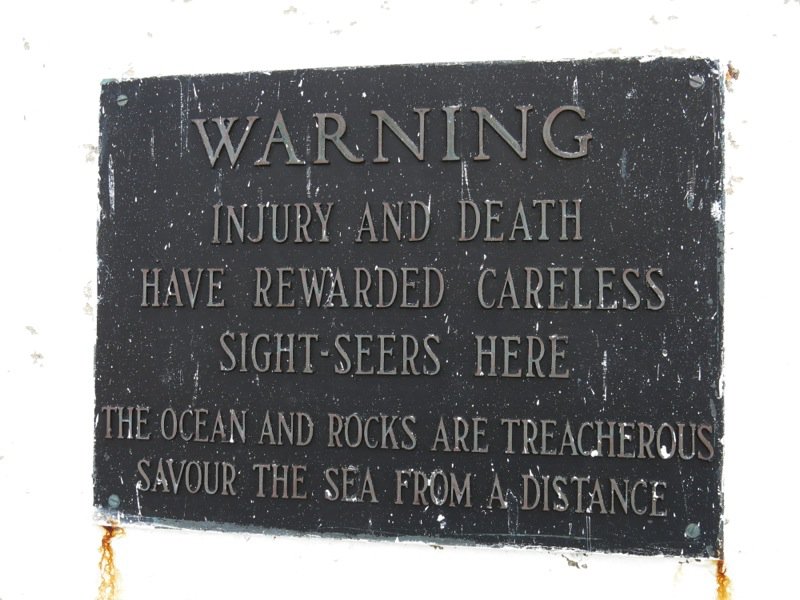 WARNING
INJURY AND DEATH
HAVE REWARDED CARELESS
SIGHT-SEERS HERE
THE OCEAN AND ROCKS ARE TREACHEROUS
SAVOUR THE SEA FROM A DISTANCE